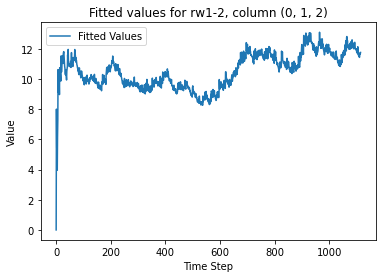 Fitted values for rw1-2, column (0, 1, 2)
Fitted Values
Value
12
10
8
6
4
2
0
0 200 400 600 800 1000
Time Step